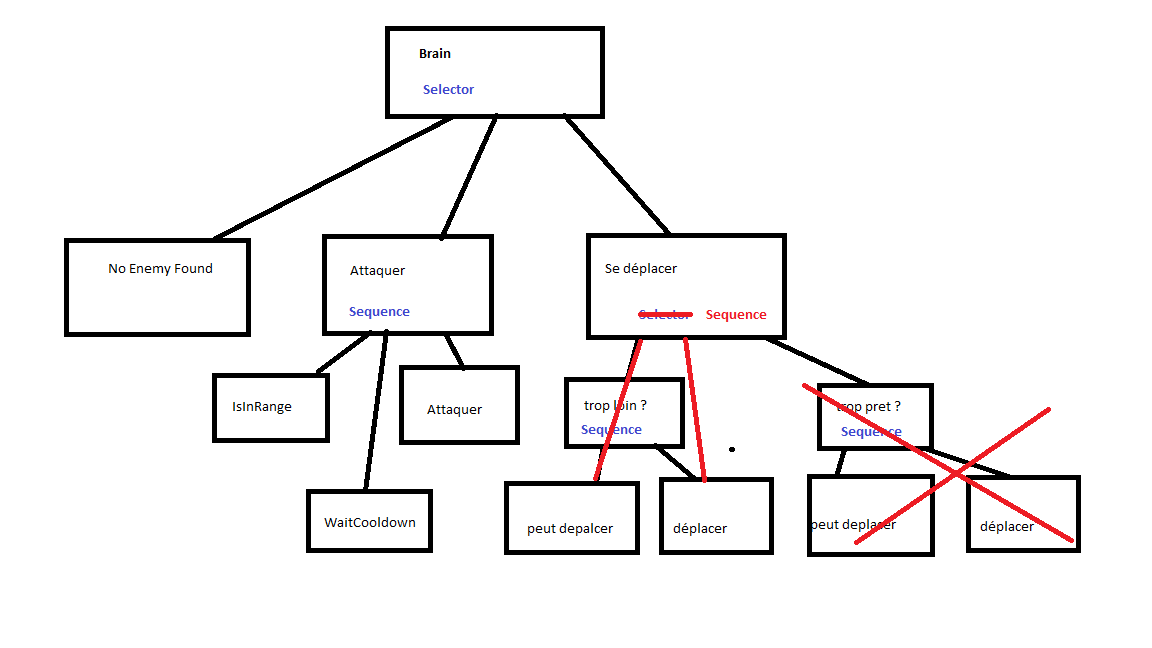 Brain
Selector
No Enemy Found
Attaquer
Sequence
Se déplacer
Selector Sequence
IsInRange
Attaquer
WaitCooldown
trop loin ?
Sequence
peut depalcer
déplacer
trop pret ?
Sequence
peut deplacer
déplacer